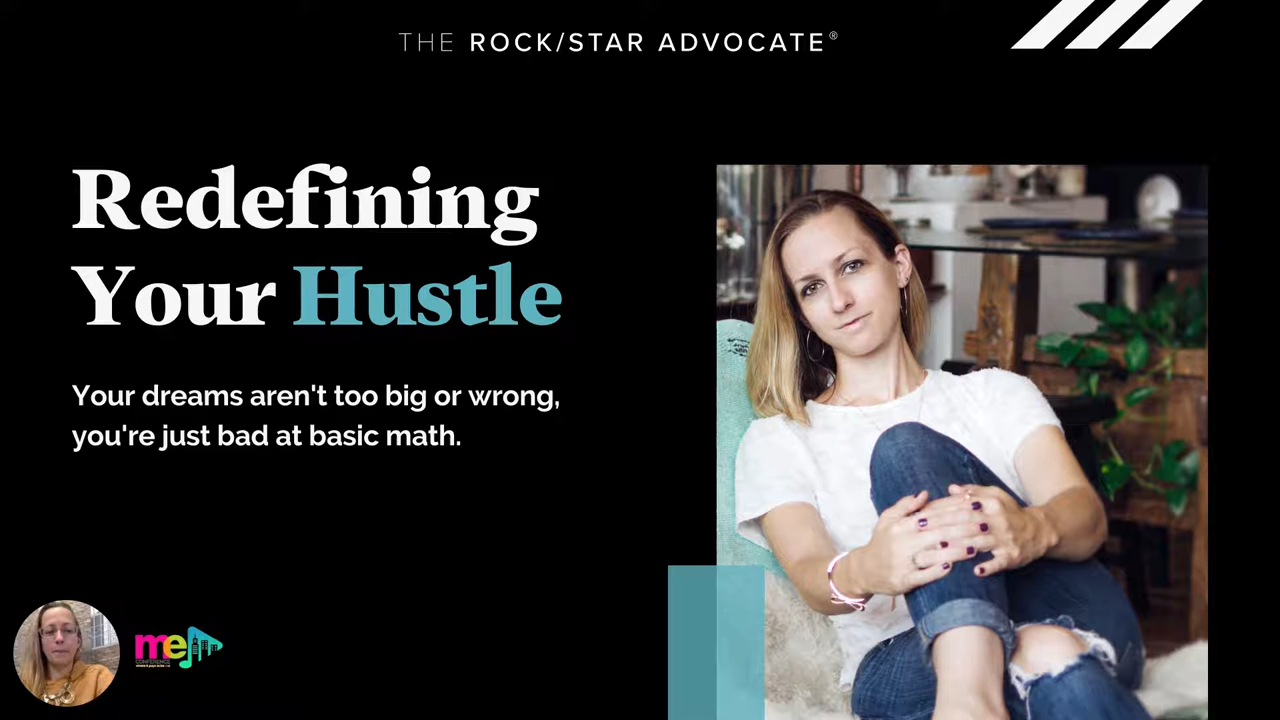 THE ROCK/STAR ADVOCATE®
Redefining
Your Hustle
Your dreams aren't too big or wrong,
you're just bad at basic math.
me
CONFERENCE